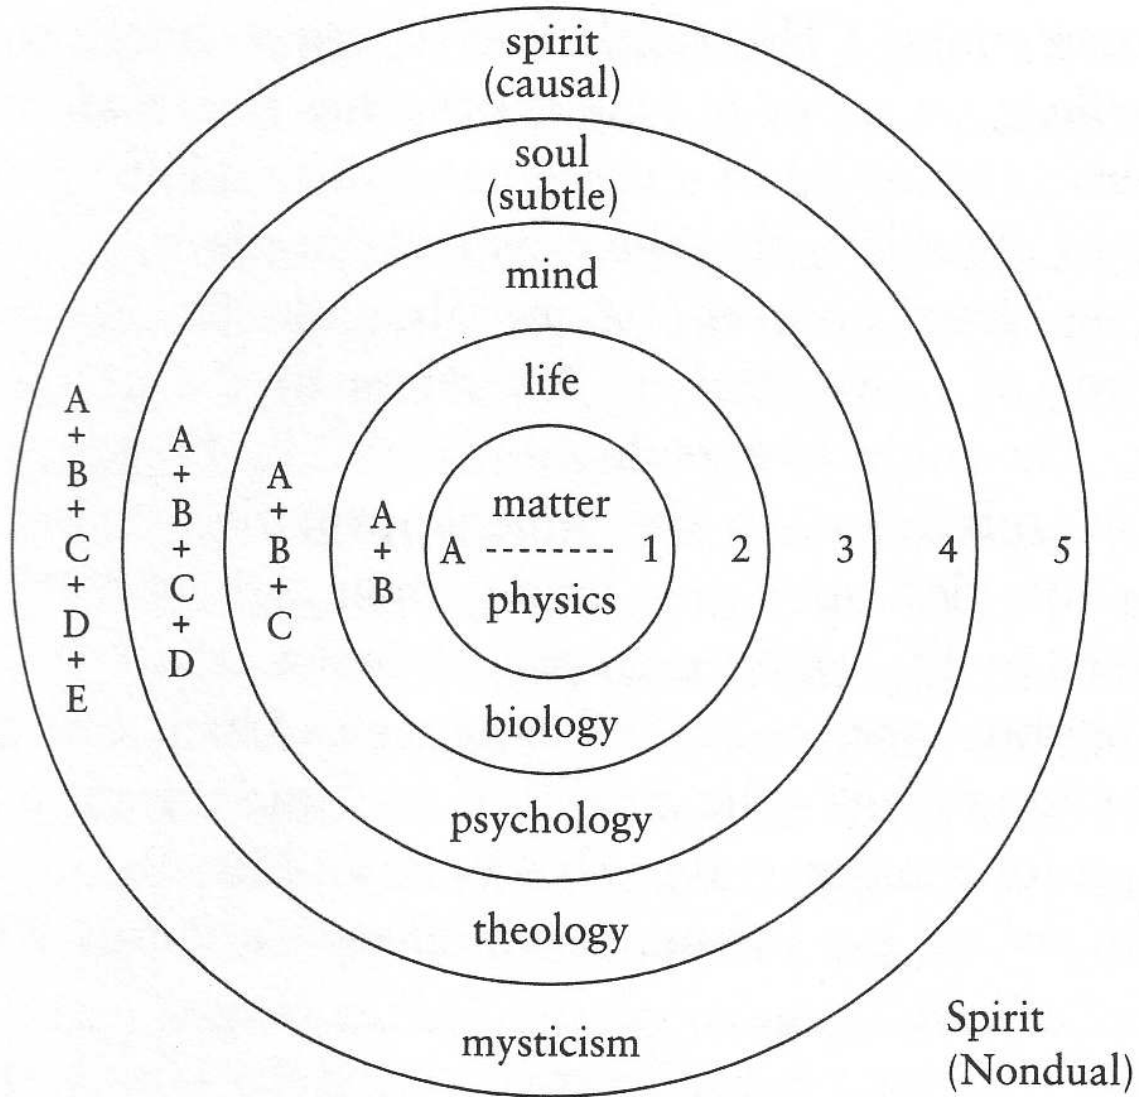 spirit
(causal)
soul
(subtle)
mind
life
A
+
B
+
C
+
D
+
E
A
+
B
+
C
+
D
A
+
B
+
C
A
+
B
matter
A -------- 1 2 3 4 5
physics
biology
psychology
theology
mysticism
Spirit
(Nondual)